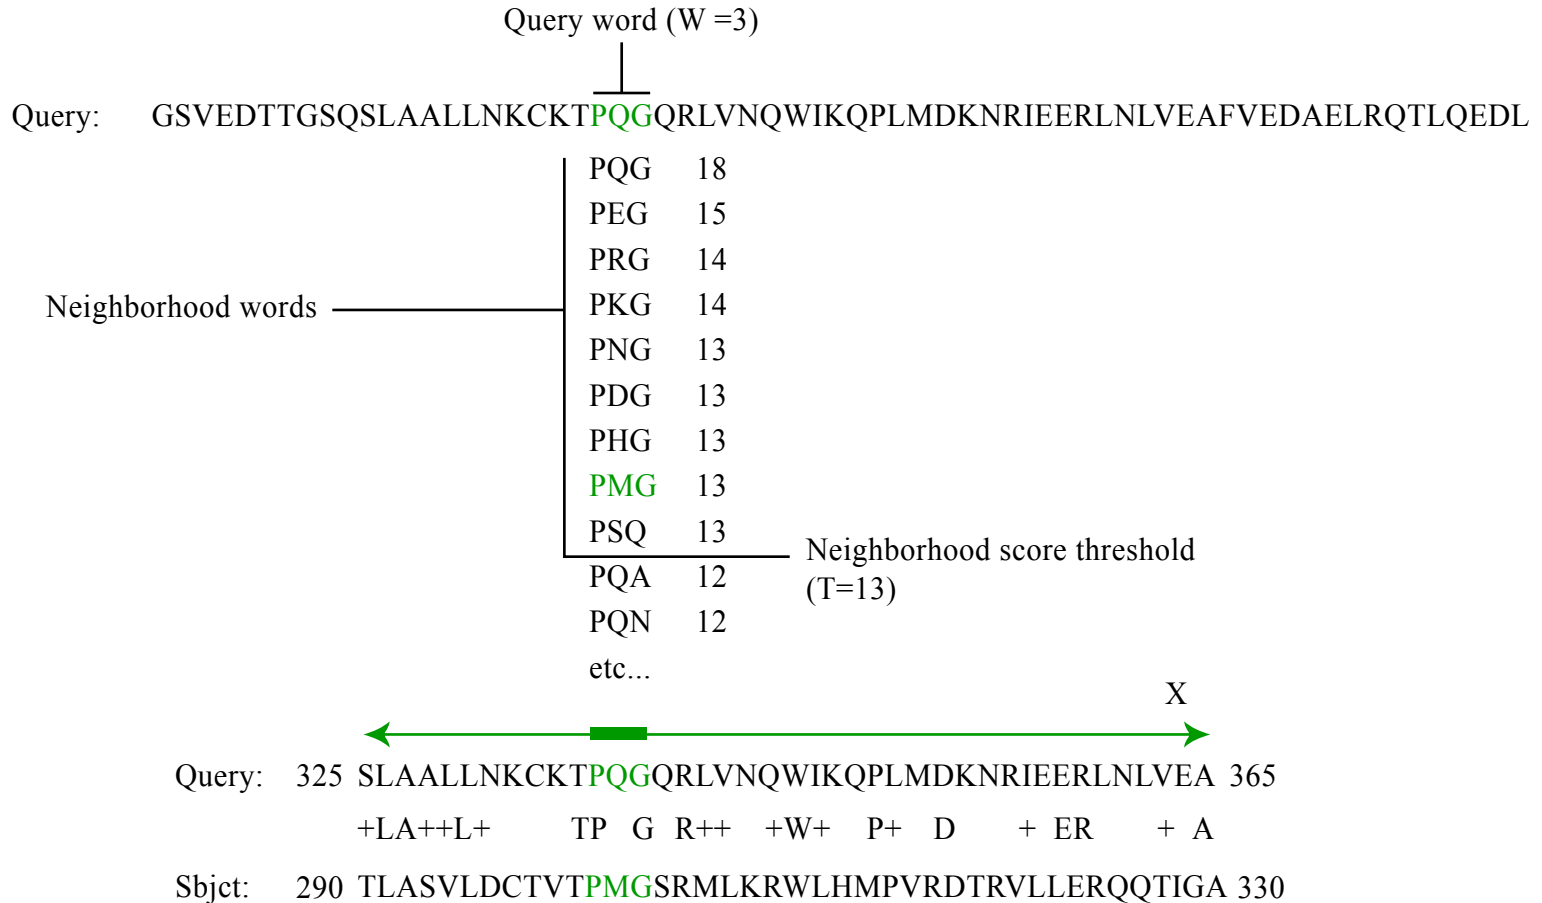 Query word (W =3)
Query: GSVEDTTGSQSLAALLNKCKTPQGQRLVNQWIKQPLMDKNRIEERLNLVEAFVEDAELRQTLQEDL
PQG 18
PEG 15
PRG 14
PKG 14
Neighborhood words
PNG 13
PDG 13
PHG 13
PMG 13
PSQ 13
Neighborhood score threshold
(T=13)
PQA 12
PQN 12
etc...
X
Query: 325 SLAALLNKCKTPQGQRLVNQWIKQPLMDKNRIEERLNLVEA 365
+LA++L+ TP G R++ +W+ P+ D + ER + A
Sbjct: 290 TLASVLDCTVTPMGSRMLKRWLHMPVRDTRVLLERQQTIGA 330